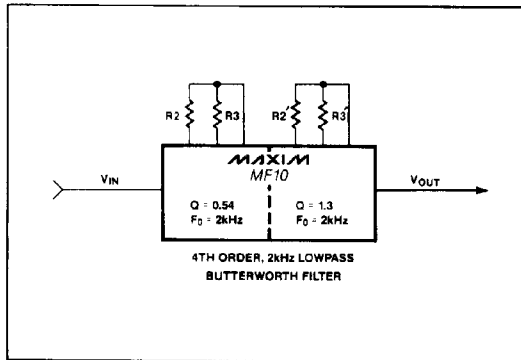 R2 R3 R2′ R3′
MAXIM
MF10
VIN VOUT
Q = 0.54 Q = 1.3
F0 = 2kHz F0 = 2kHz
4TH ORDER, 2kHz LOWPASS
BUTTERWORTH FILTER